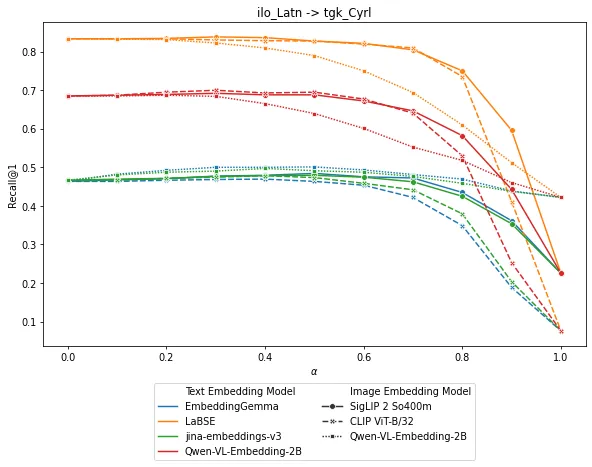 ilo_Latn -> tgk_Cyrl
Recall@1
0.8
0.7
0.6
0.5
0.4
0.3
0.2
0.1
0.0 0.2 0.4 0.6 0.8 1.0
α
Text Embedding Model Image Embedding Model
EmbeddingGemma SigLIP 2 So400m
LaBSE CLIP ViT-B/32
jina-embeddings-v3 Qwen-VL-Embedding-2B
Qwen-VL-Embedding-2B